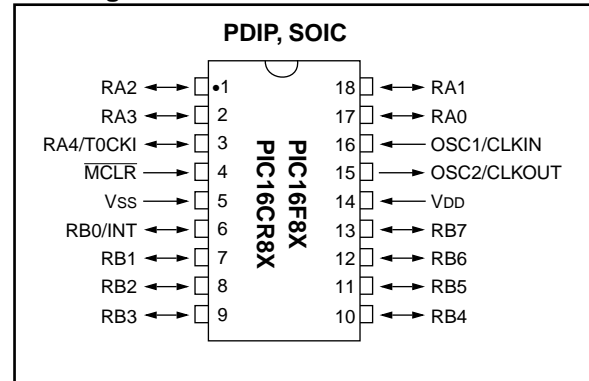 PDIP, SOIC
RA2 •1 18 RA1
RA3 2 17 RA0
RA4/T0CKI 3 16 OSC1/CLKIN
MCLR 4 15 OSC2/CLKOUT
VSS 5 14 VDD
RB0/INT 6 13 RB7
RB1 7 12 RB6
RB2 8 11 RB5
RB3 9 10 RB4
PIC16F8X
PIC16CR8X